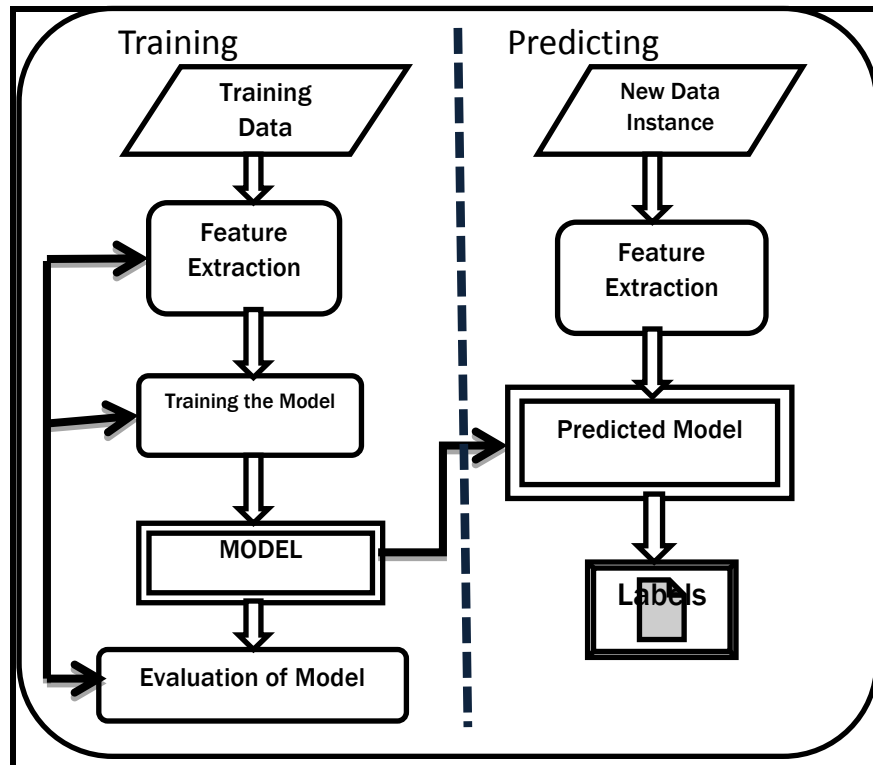 Training
Training
Data
Feature
Extraction
Training the Model
MODEL
Evaluation of Model
Predicting
New Data
Instance
Feature
Extraction
Predicted Model
Labels